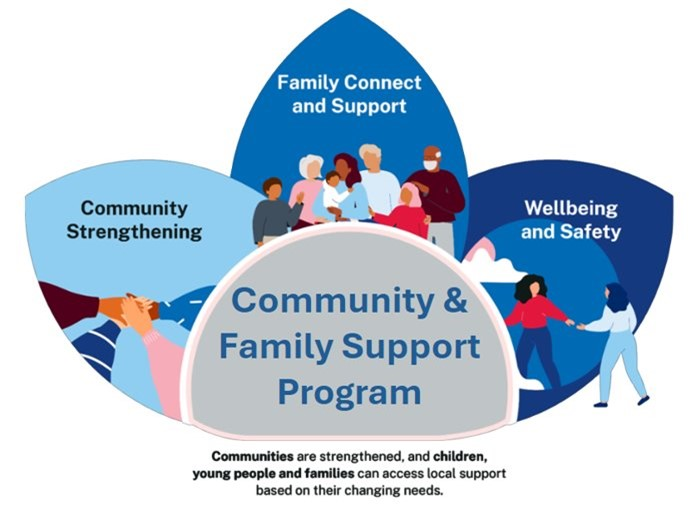 Family Connect
and Support
Community
Strengthening
Wellbeing
and Safety
Community &
Family Support
Program
Communities are strengthened, and children,
young people and families can access local support
based on their changing needs.